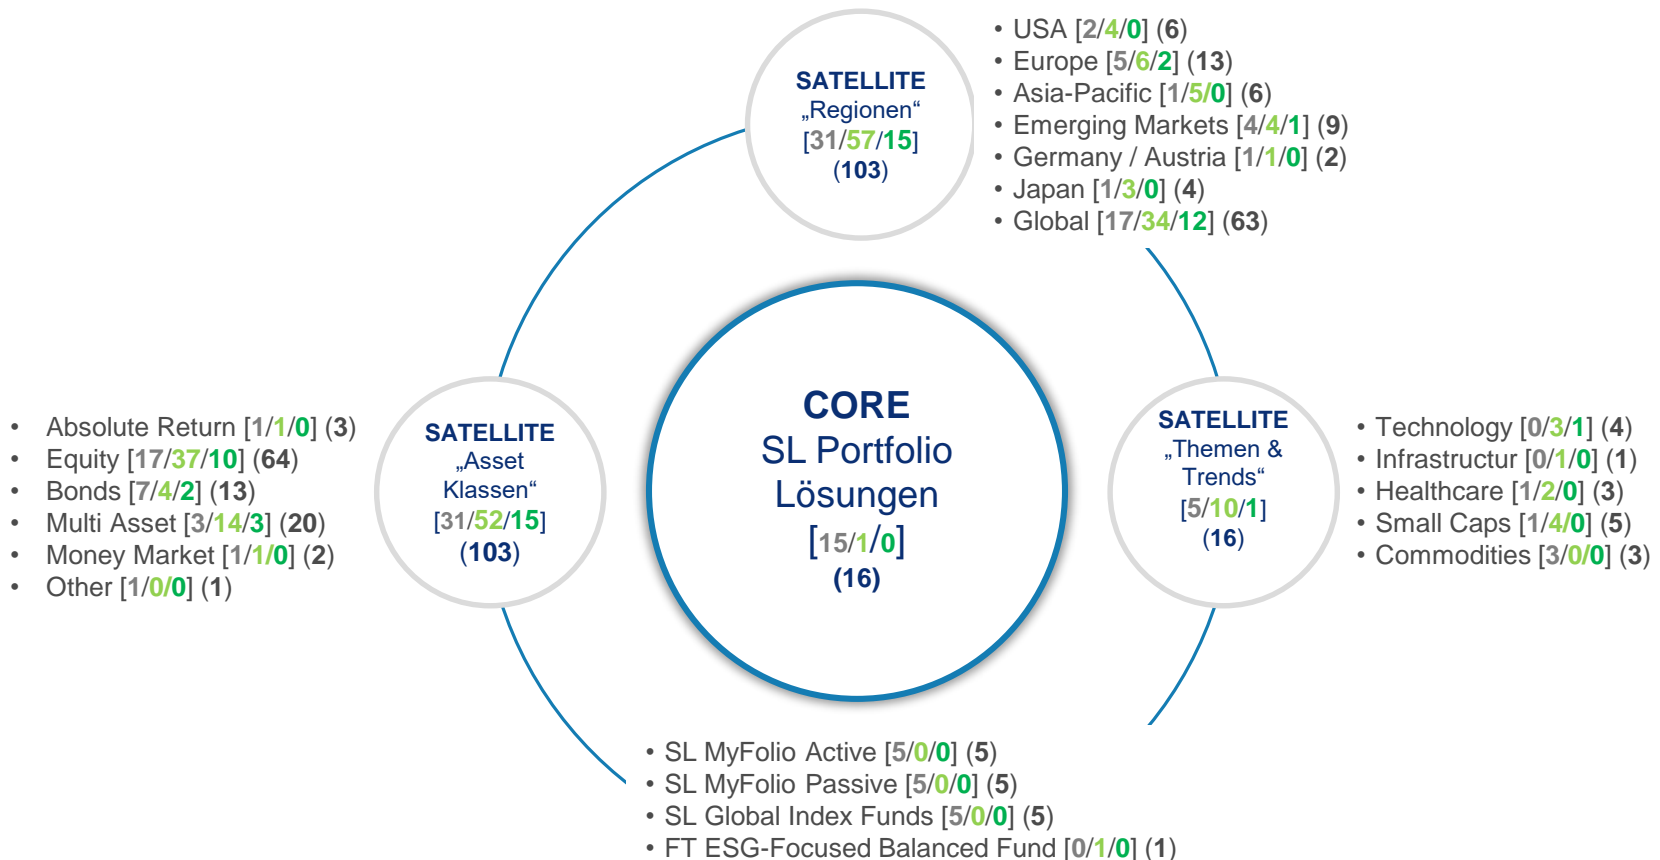 SATELLITE
„Regionen“
[31/57/15]
(103)
• USA [2/4/0] (6)
• Europe [5/6/2] (13)
• Asia-Pacific [1/5/0] (6)
• Emerging Markets [4/4/1] (9)
• Germany / Austria [1/1/0] (2)
• Japan [1/3/0] (4)
• Global [17/34/12] (63)
• Absolute Return [1/1/0] (3)
• Equity [17/37/10] (64)
• Bonds [7/4/2] (13)
• Multi Asset [3/14/3] (20)
• Money Market [1/1/0] (2)
• Other [1/0/0] (1)
SATELLITE
„Asset
Klassen“
[31/52/15]
(103)
CORE
SL Portfolio
Lösungen
[15/1/0]
(16)
SATELLITE
„Themen &
Trends“
[5/10/1]
(16)
• Technology [0/3/1] (4)
• Infrastructur [0/1/0] (1)
• Healthcare [1/2/0] (3)
• Small Caps [1/4/0] (5)
• Commodities [3/0/0] (3)
• SL MyFolio Active [5/0/0] (5)
• SL MyFolio Passive [5/0/0] (5)
• SL Global Index Funds [5/0/0] (5)
• FT ESG-Focused Balanced Fund [0/1/0] (1)